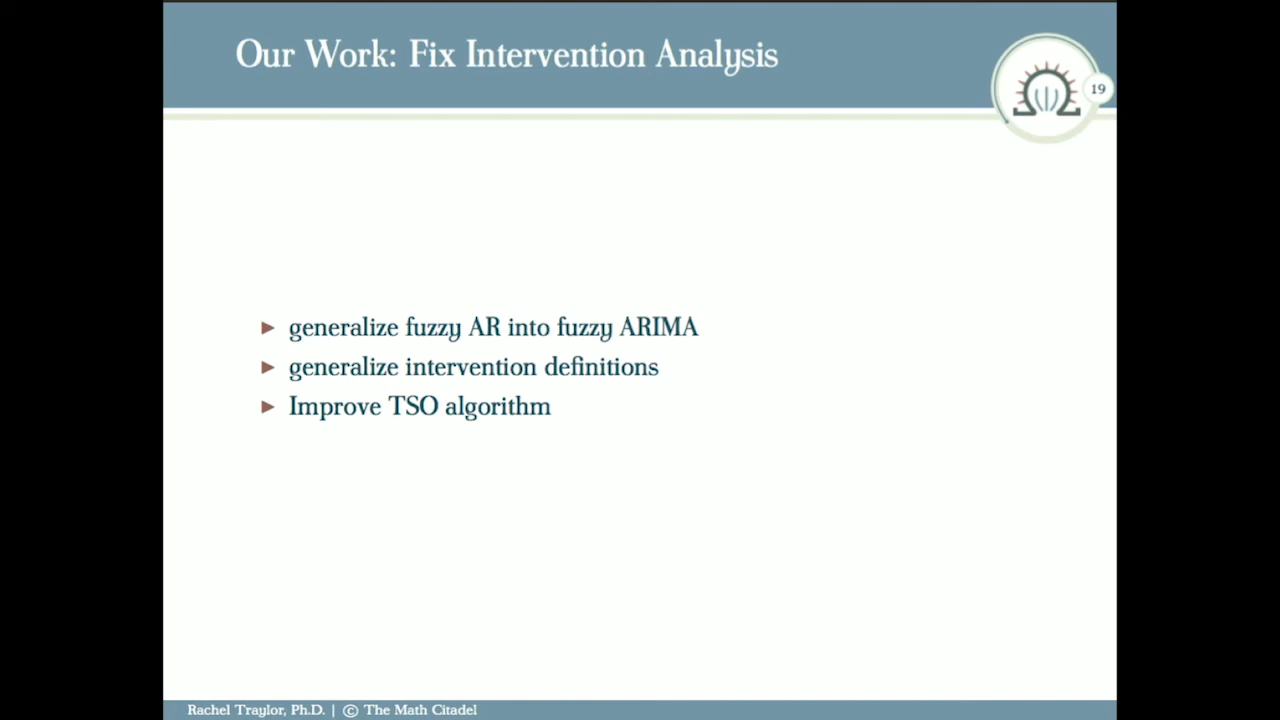 Our Work: Fix Intervention Analysis
19
▶ generalize fuzzy AR into fuzzy ARIMA
▶ generalize intervention definitions
▶ Improve TSO algorithm
Rachel Traylor, Ph.D. | © The Math Citadel